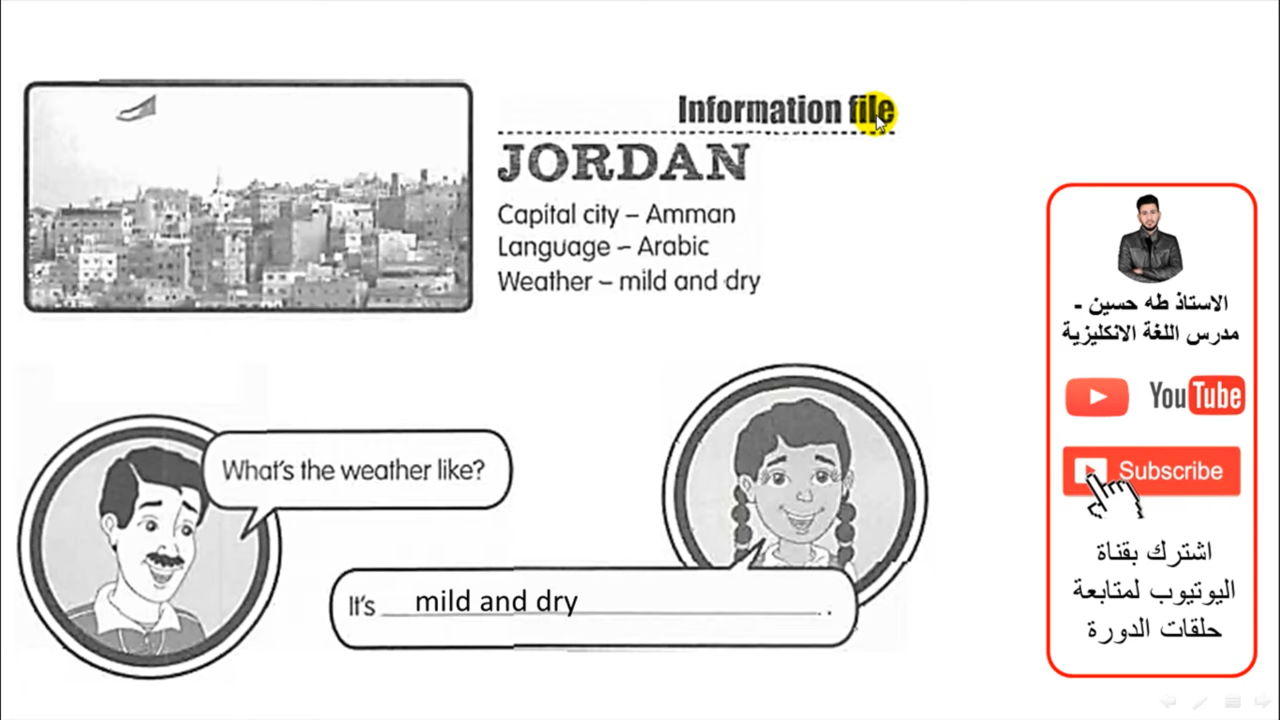 Information file
JORDAN
Capital city – Amman
Language – Arabic
Weather – mild and dry
What's the weather like?
It's mild and dry .
الاستاذ طه حسين -
مدرس اللغة الانكليزية
YouTube
Subscribe
اشترك بقناة
اليوتيوب لمتابعة
حلقات الدورة